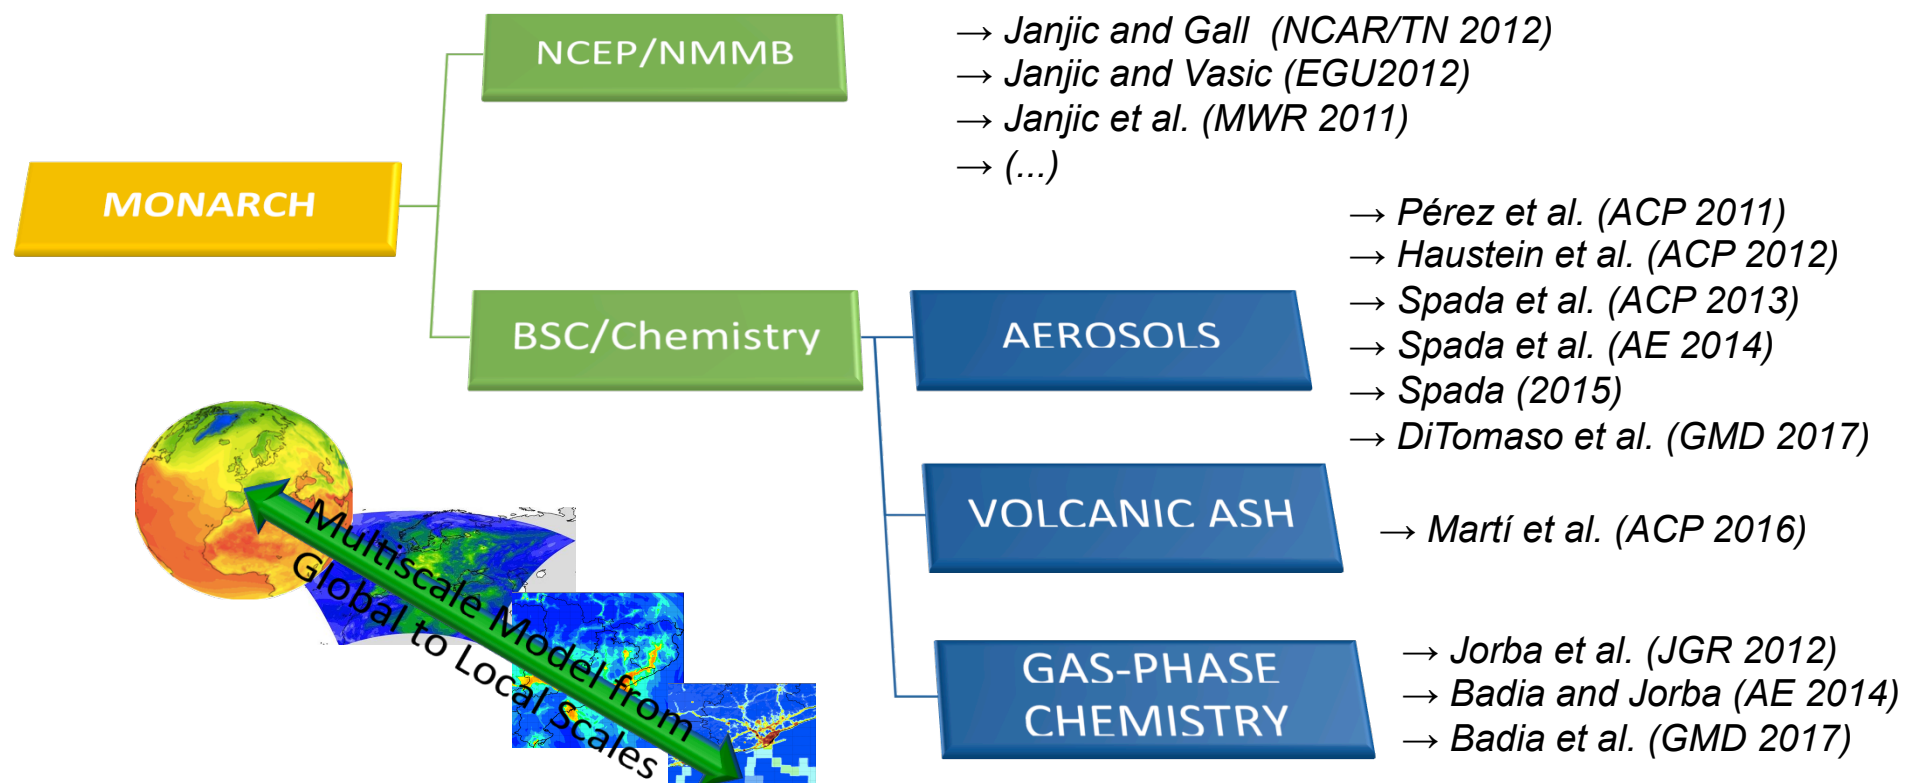 NCEP/NMMB
→ Janjic and Gall (NCAR/TN 2012)
→ Janjic and Vasic (EGU2012)
→ Janjic et al. (MWR 2011)
→ (...)
MONARCH
BSC/Chemistry
AEROSOLS
→ Pérez et al. (ACP 2011)
→ Haustein et al. (ACP 2012)
→ Spada et al. (ACP 2013)
→ Spada et al. (AE 2014)
→ Spada (2015)
→ DiTomaso et al. (GMD 2017)
VOLCANIC ASH
→ Martí et al. (ACP 2016)
GAS-PHASE
CHEMISTRY
→ Jorba et al. (JGR 2012)
→ Badia and Jorba (AE 2014)
→ Badia et al. (GMD 2017)
Multiscale Model from
Global to Local Scales